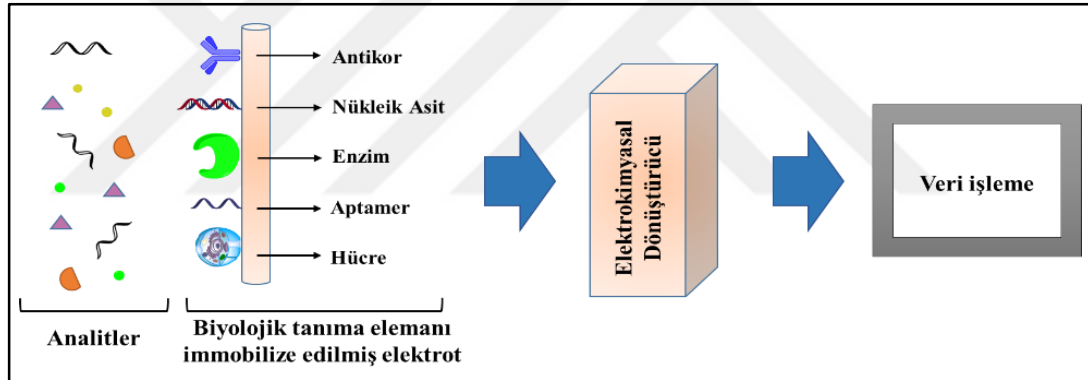 Antikor
Nükleik Asit
Enzim
Aptamer
Hücre
Analitler
Biyolojik tanıma elemanı
immobilize edilmiş elektrot
Elektrokimyasal
Dönüştürücü
Veri işleme